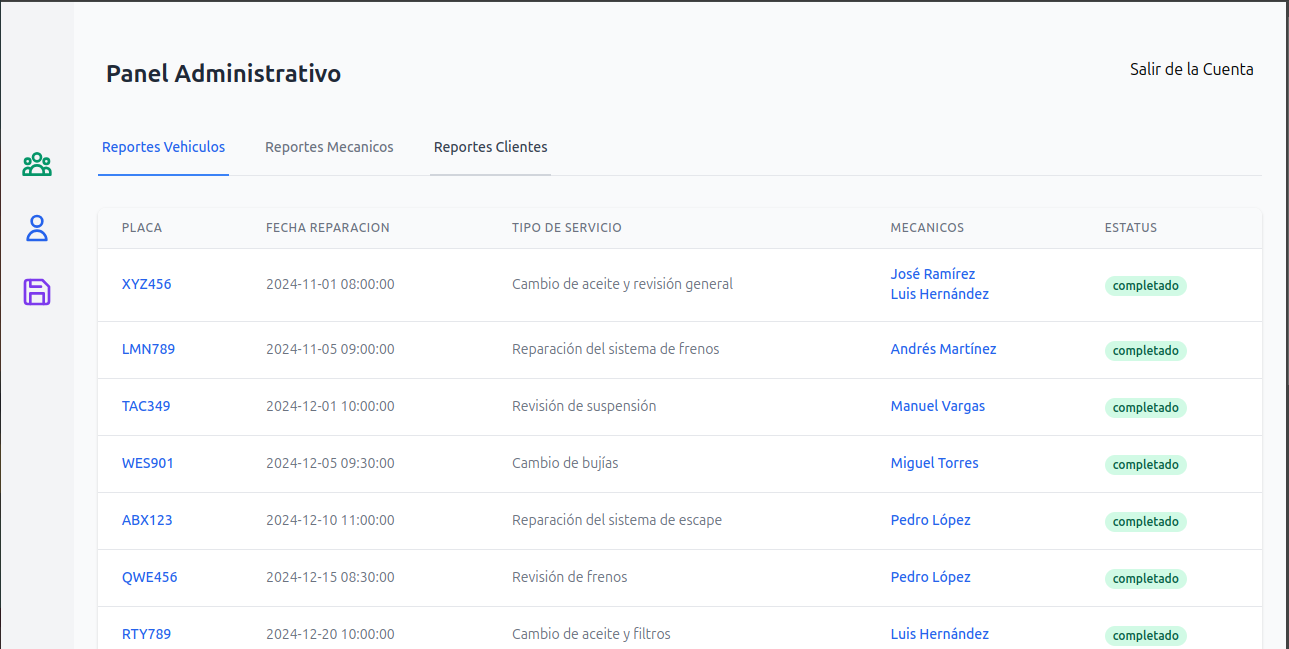 Panel Administrativo
Salir de la Cuenta
Reportes Vehiculos Reportes Mecanicos Reportes Clientes
PLACA FECHA REPARACION TIPO DE SERVICIO MECANICOS ESTATUS
XYZ456 2024-11-01 08:00:00 Cambio de aceite y revisión general José Ramírez
Luis Hernández completado
LMN789 2024-11-05 09:00:00 Reparación del sistema de frenos Andrés Martínez completado
TAC349 2024-12-01 10:00:00 Revisión de suspensión Manuel Vargas completado
WES901 2024-12-05 09:30:00 Cambio de bujías Miguel Torres completado
ABX123 2024-12-10 11:00:00 Reparación del sistema de escape Pedro López completado
QWE456 2024-12-15 08:30:00 Revisión de frenos Pedro López completado
RTY789 2024-12-20 10:00:00 Cambio de aceite y filtros Luis Hernández completado